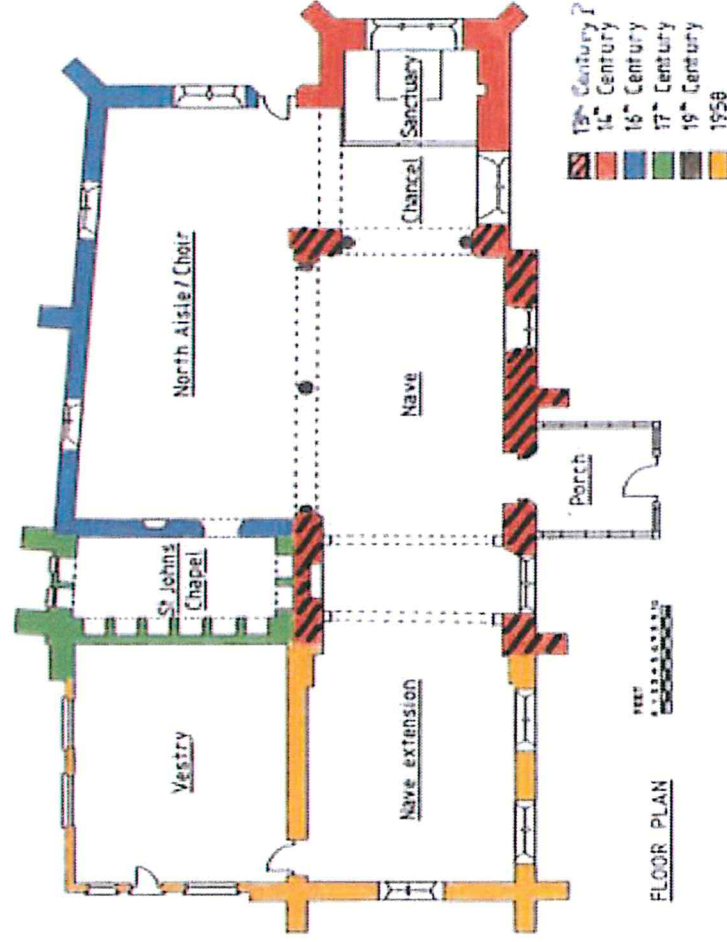 North Aisle/Choir
Sanctuary
Chancel
St Johns
Chapel
Nave
Vestry
Nave extension
Porch
FEET
FLOOR PLAN
13th Century ?
14th Century
16th Century
17th Century
19th Century
1958